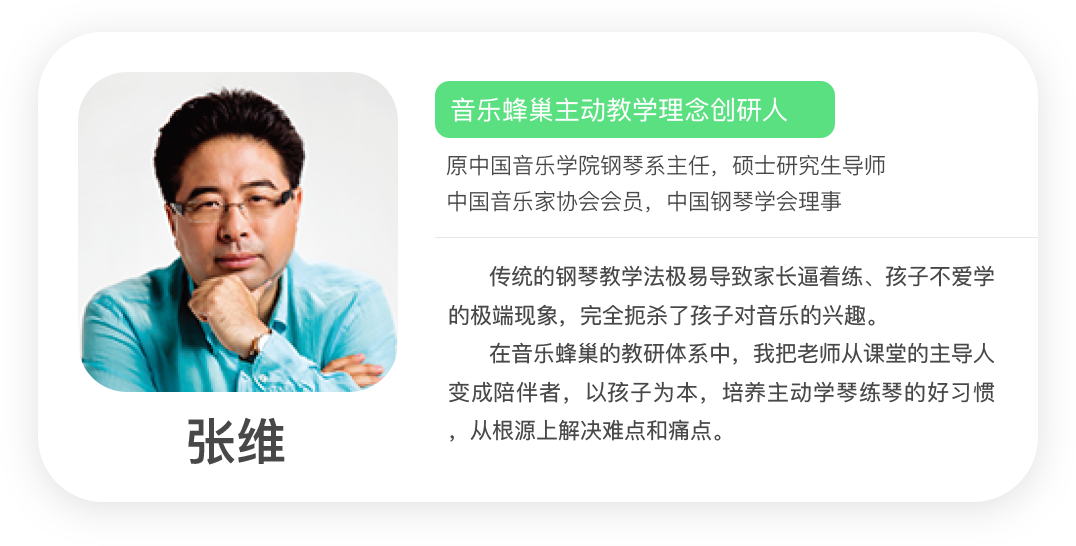 音乐蜂巢主动教学理念创研人
原中国音乐学院钢琴系主任，硕士研究生导师
中国音乐家协会会员，中国钢琴学会理事
传统的钢琴教学法极易导致家长逼着练、孩子不爱学
的极端现象，完全扼杀了孩子对音乐的兴趣。
在音乐蜂巢的教研体系中，我把老师从课堂的主导人
变成陪伴者，以孩子为本，培养主动学琴练琴的好习惯
，从根源上解决难点和痛点。
张维